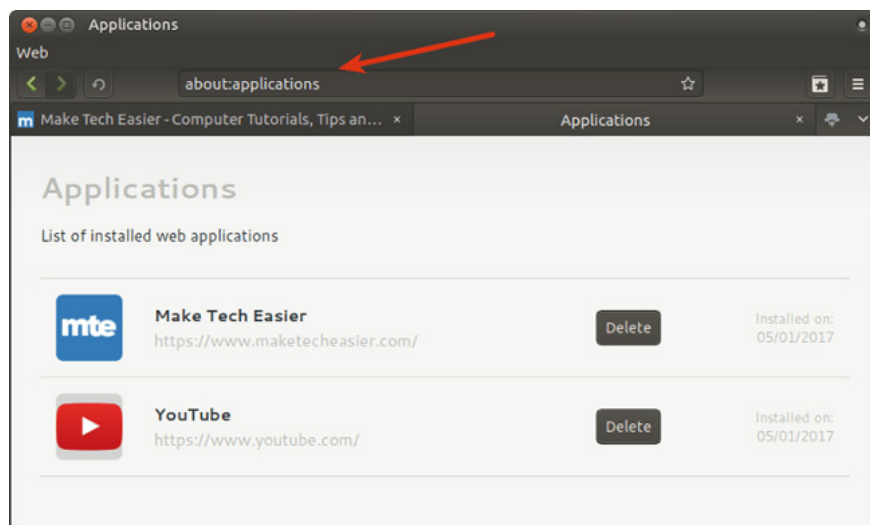 Applications
Web
about:applications
m Make Tech Easier - Computer Tutorials, Tips an... ×
Applications ×
Applications
List of installed web applications
mte
Make Tech Easier
https://www.maketecheasier.com/
Delete
Installed on:
05/01/2017
YouTube
https://www.youtube.com/
Delete
Installed on:
05/01/2017